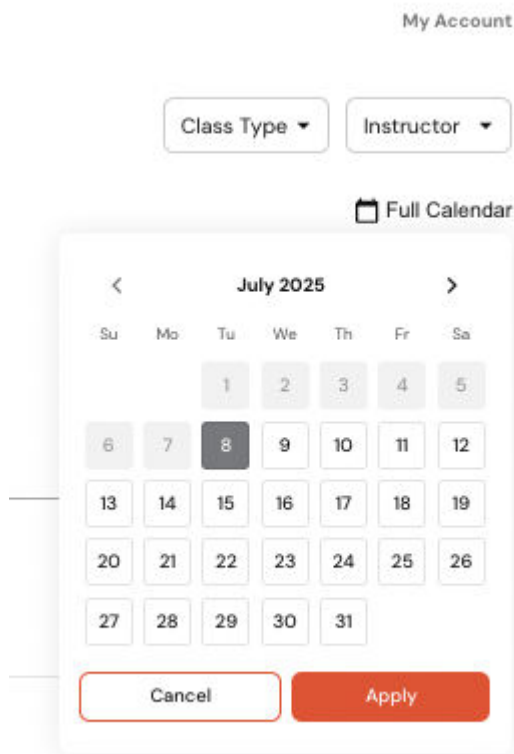 My Account
Class Type Instructor
Full Calendar
July 2025
Su Mo Tu We Th Fr Sa
1 2 3 4 5
6 7 8 9 10 11 12
13 14 15 16 17 18 19
20 21 22 23 24 25 26
27 28 29 30 31
Cancel Apply